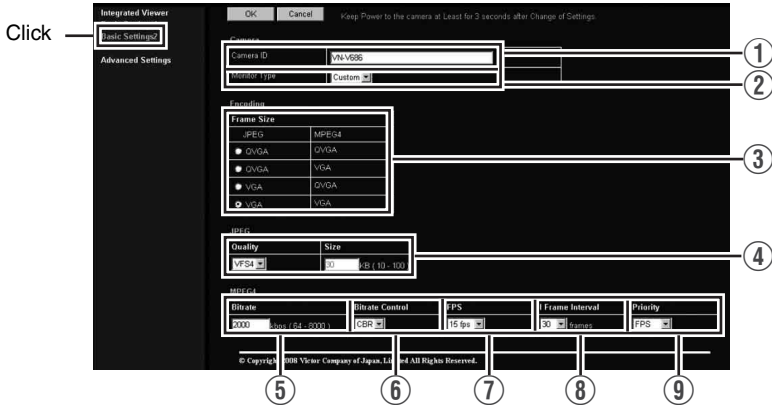 Integrated Viewer
OK Cancel Keep Power to the camera at Least for 3 seconds after Change of Settings.
Click
Basic Settings?
Camera
Camera ID VN-V686 ①
Advanced Settings
Monitor Type Custom ②
Encoding
Frame Size
JPEG MPEG4
QVGA QVGA
QVGA VGA ③
VGA QVGA
VGA VGA
JPEG
Quality Size
VFS4 30 KB ( 10 - 100 ) ④
MPEG4
Bitrate Bitrate Control FPS I Frame Interval Priority
2000 kbps ( 64 - 6000 ) CBR 15 fps 30 frames FPS
© Copyright 2008 Victor Company of Japan, Limited All Rights Reserved.
⑤ ⑥ ⑦ ⑧ ⑨